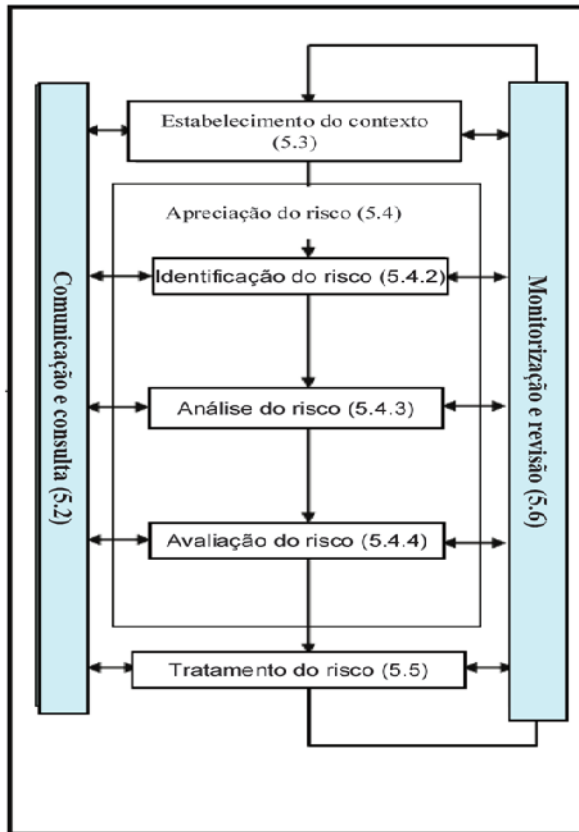 Estabelecimento do contexto
(5.3)
Apreciação do risco (5.4)
Identificação do risco (5.4.2)
Análise do risco (5.4.3)
Avaliação do risco (5.4.4)
Tratamento do risco (5.5)
Comunicação e consulta (5.2)
Monitorização e revisão (5.6)